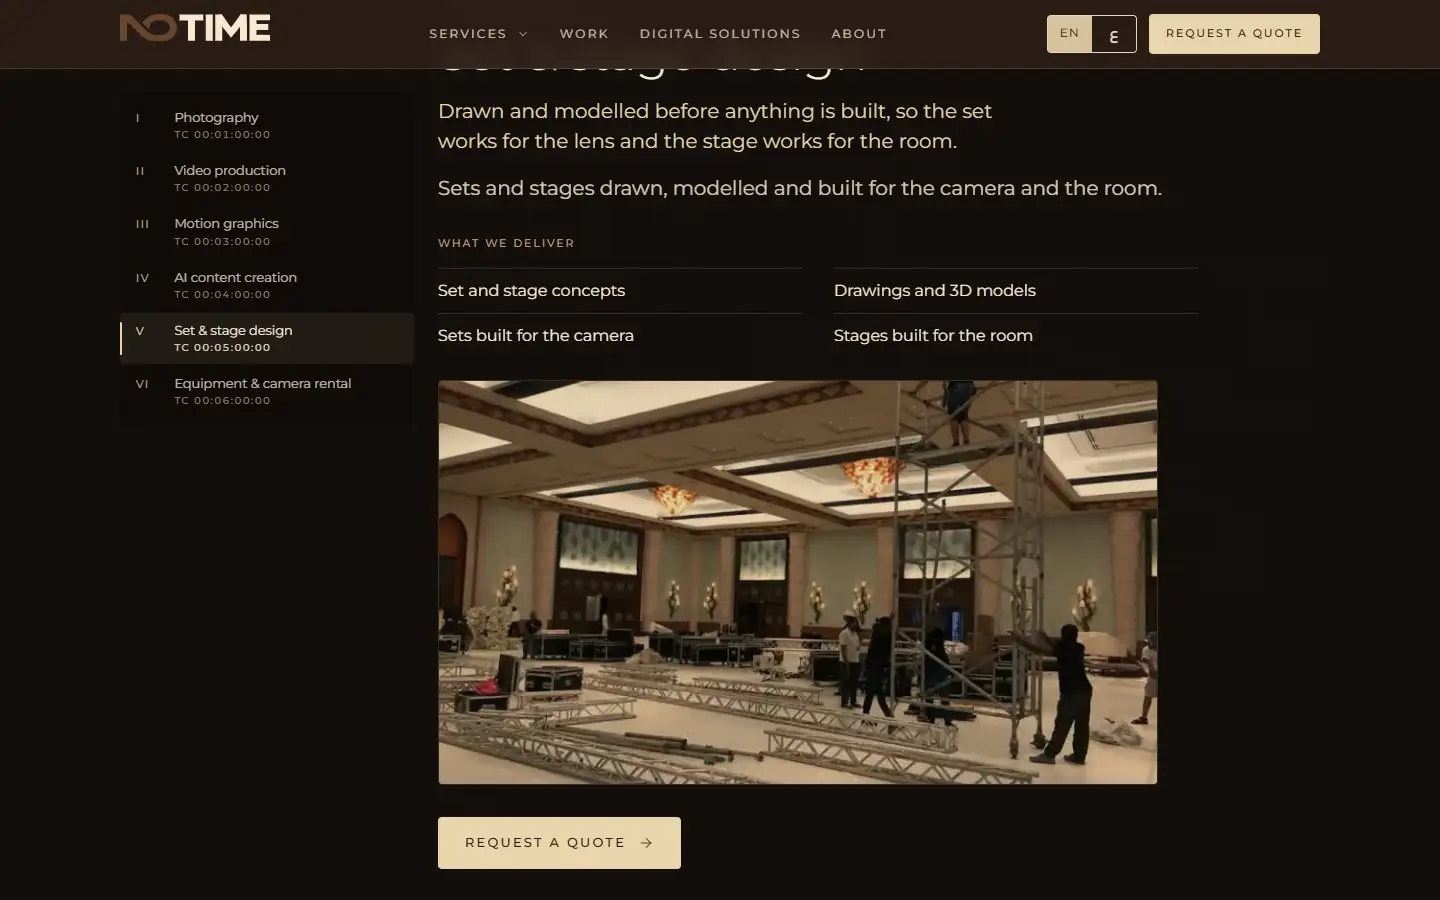 NOTIME
SERVICES
WORK
DIGITAL SOLUTIONS
ABOUT
EN
ع
REQUEST A QUOTE
Set & stage design
I Photography
TC 00:01:00:00
II Video production
TC 00:02:00:00
III Motion graphics
TC 00:03:00:00
IV AI content creation
TC 00:04:00:00
V Set & stage design
TC 00:05:00:00
VI Equipment & camera rental
TC 00:06:00:00
Drawn and modelled before anything is built, so the set
works for the lens and the stage works for the room.
Sets and stages drawn, modelled and built for the camera and the room.
WHAT WE DELIVER
Set and stage concepts
Drawings and 3D models
Sets built for the camera
Stages built for the room
REQUEST A QUOTE →